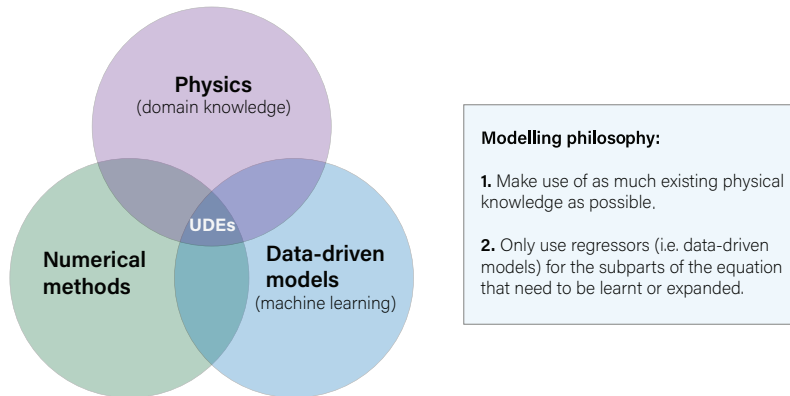 Physics
(domain knowledge)
UDEs
Numerical
methods
Data-driven
models
(machine learning)
Modelling philosophy:
1. Make use of as much existing physical
knowledge as possible,
2. Only use regressors (i.e. data-driven
models) for the subparts of the equation
that need to be learnt or expanded.